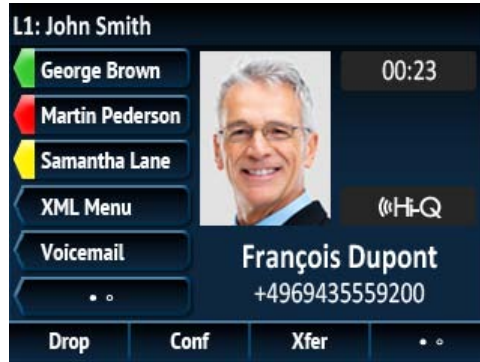 L1: John Smith
George Brown
00:23
Martin Pederson
Samantha Lane
XML Menu
Hi-Q
Voicemail
François Dupont
+4969435559200
Drop Conf Xfer